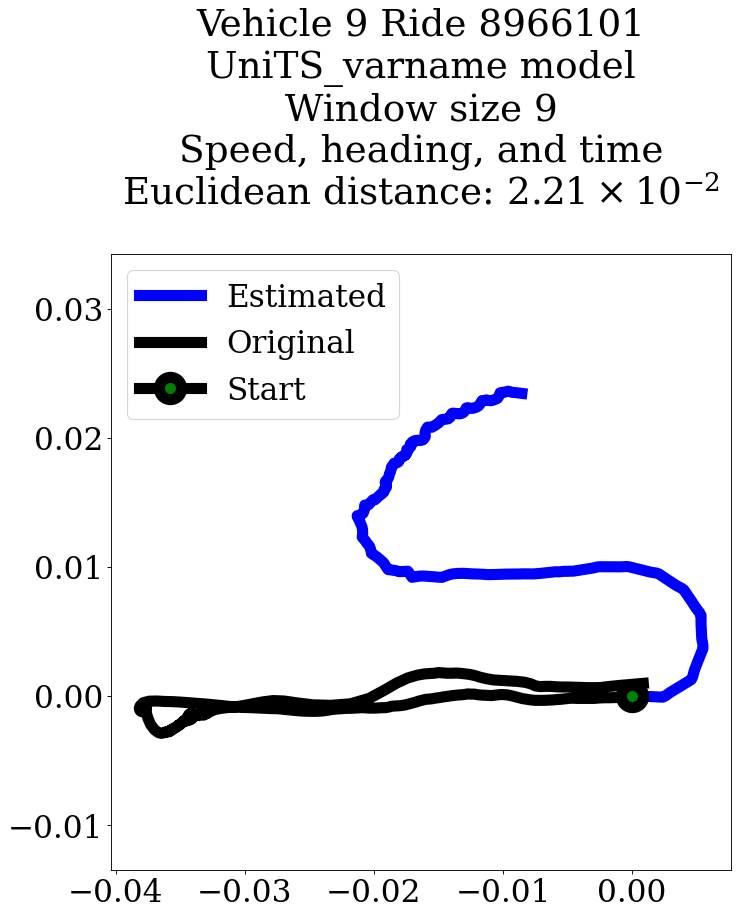 Vehicle 9 Ride 8966101
UniTS_varname model
Window size 9
Speed, heading, and time
Euclidean distance: 2.21 × 10⁻²
Estimated
Original
Start
0.03
0.02
0.01
0.00
−0.01
−0.04 −0.03 −0.02 −0.01 0.00